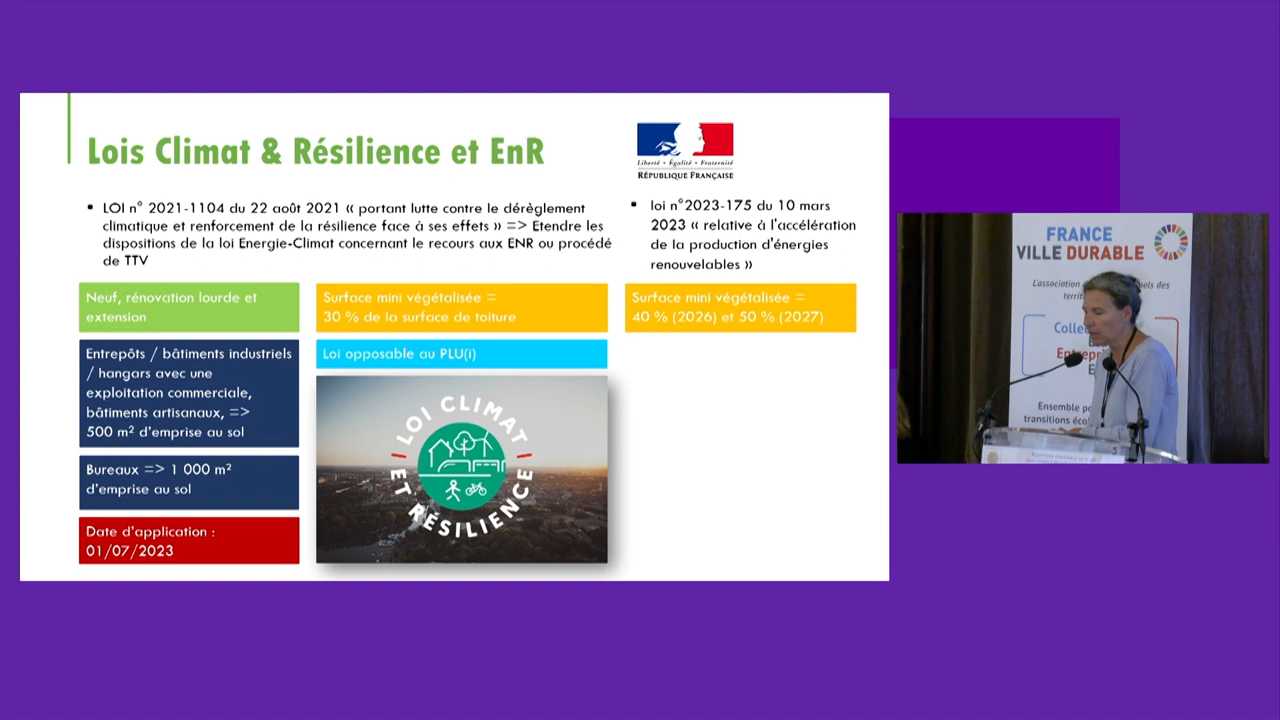 Lois Climat & Résilience et EnR
Liberté • Égalité • Fraternité
RÉPUBLIQUE FRANÇAISE
LOI n° 2021-1104 du 22 août 2021 « portant lutte contre le dérèglement
climatique et renforcement de la résilience face à ses effets » => Etendre les
dispositions de la loi Energie-Climat concernant le recours aux ENR ou procédé
de TTV
loi n°2023-175 du 10 mars
2023 « relative à l'accélération
de la production d'énergies
renouvelables »
Neuf, rénovation lourde et
extension
Surface mini végétalisée =
30 % de la surface de toiture
Surface mini végétalisée =
40 % (2026) et 50 % (2027)
Entrepôts / bâtiments industriels
/ hangars avec une
exploitation commerciale,
bâtiments artisanaux, =>
500 m² d'emprise au sol
Loi opposable au PLU(i)
LOI CLIMAT
ET RÉSILIENCE
Bureaux => 1 000 m²
d'emprise au sol
Date d'application :
01/07/2023
FRANCE
VILLE DURABLE
L'association
Ensemble
transitions